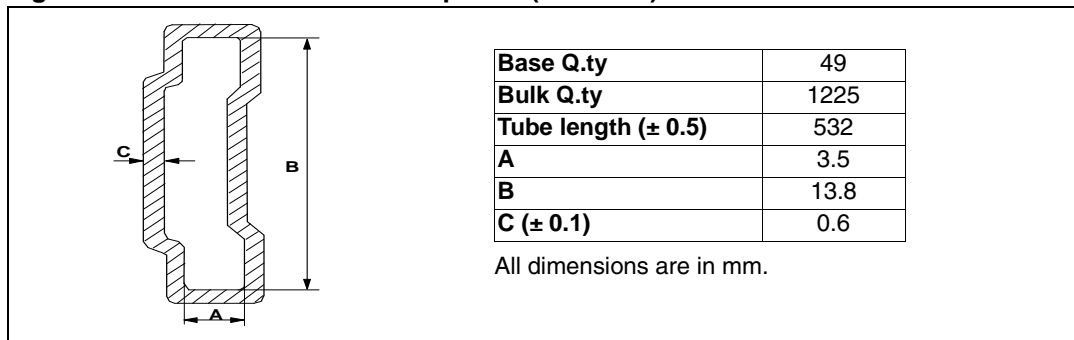 C
B
A
Base Q.ty 49
Bulk Q.ty 1225
Tube length (± 0.5) 532
A 3.5
B 13.8
C (± 0.1) 0.6
All dimensions are in mm.